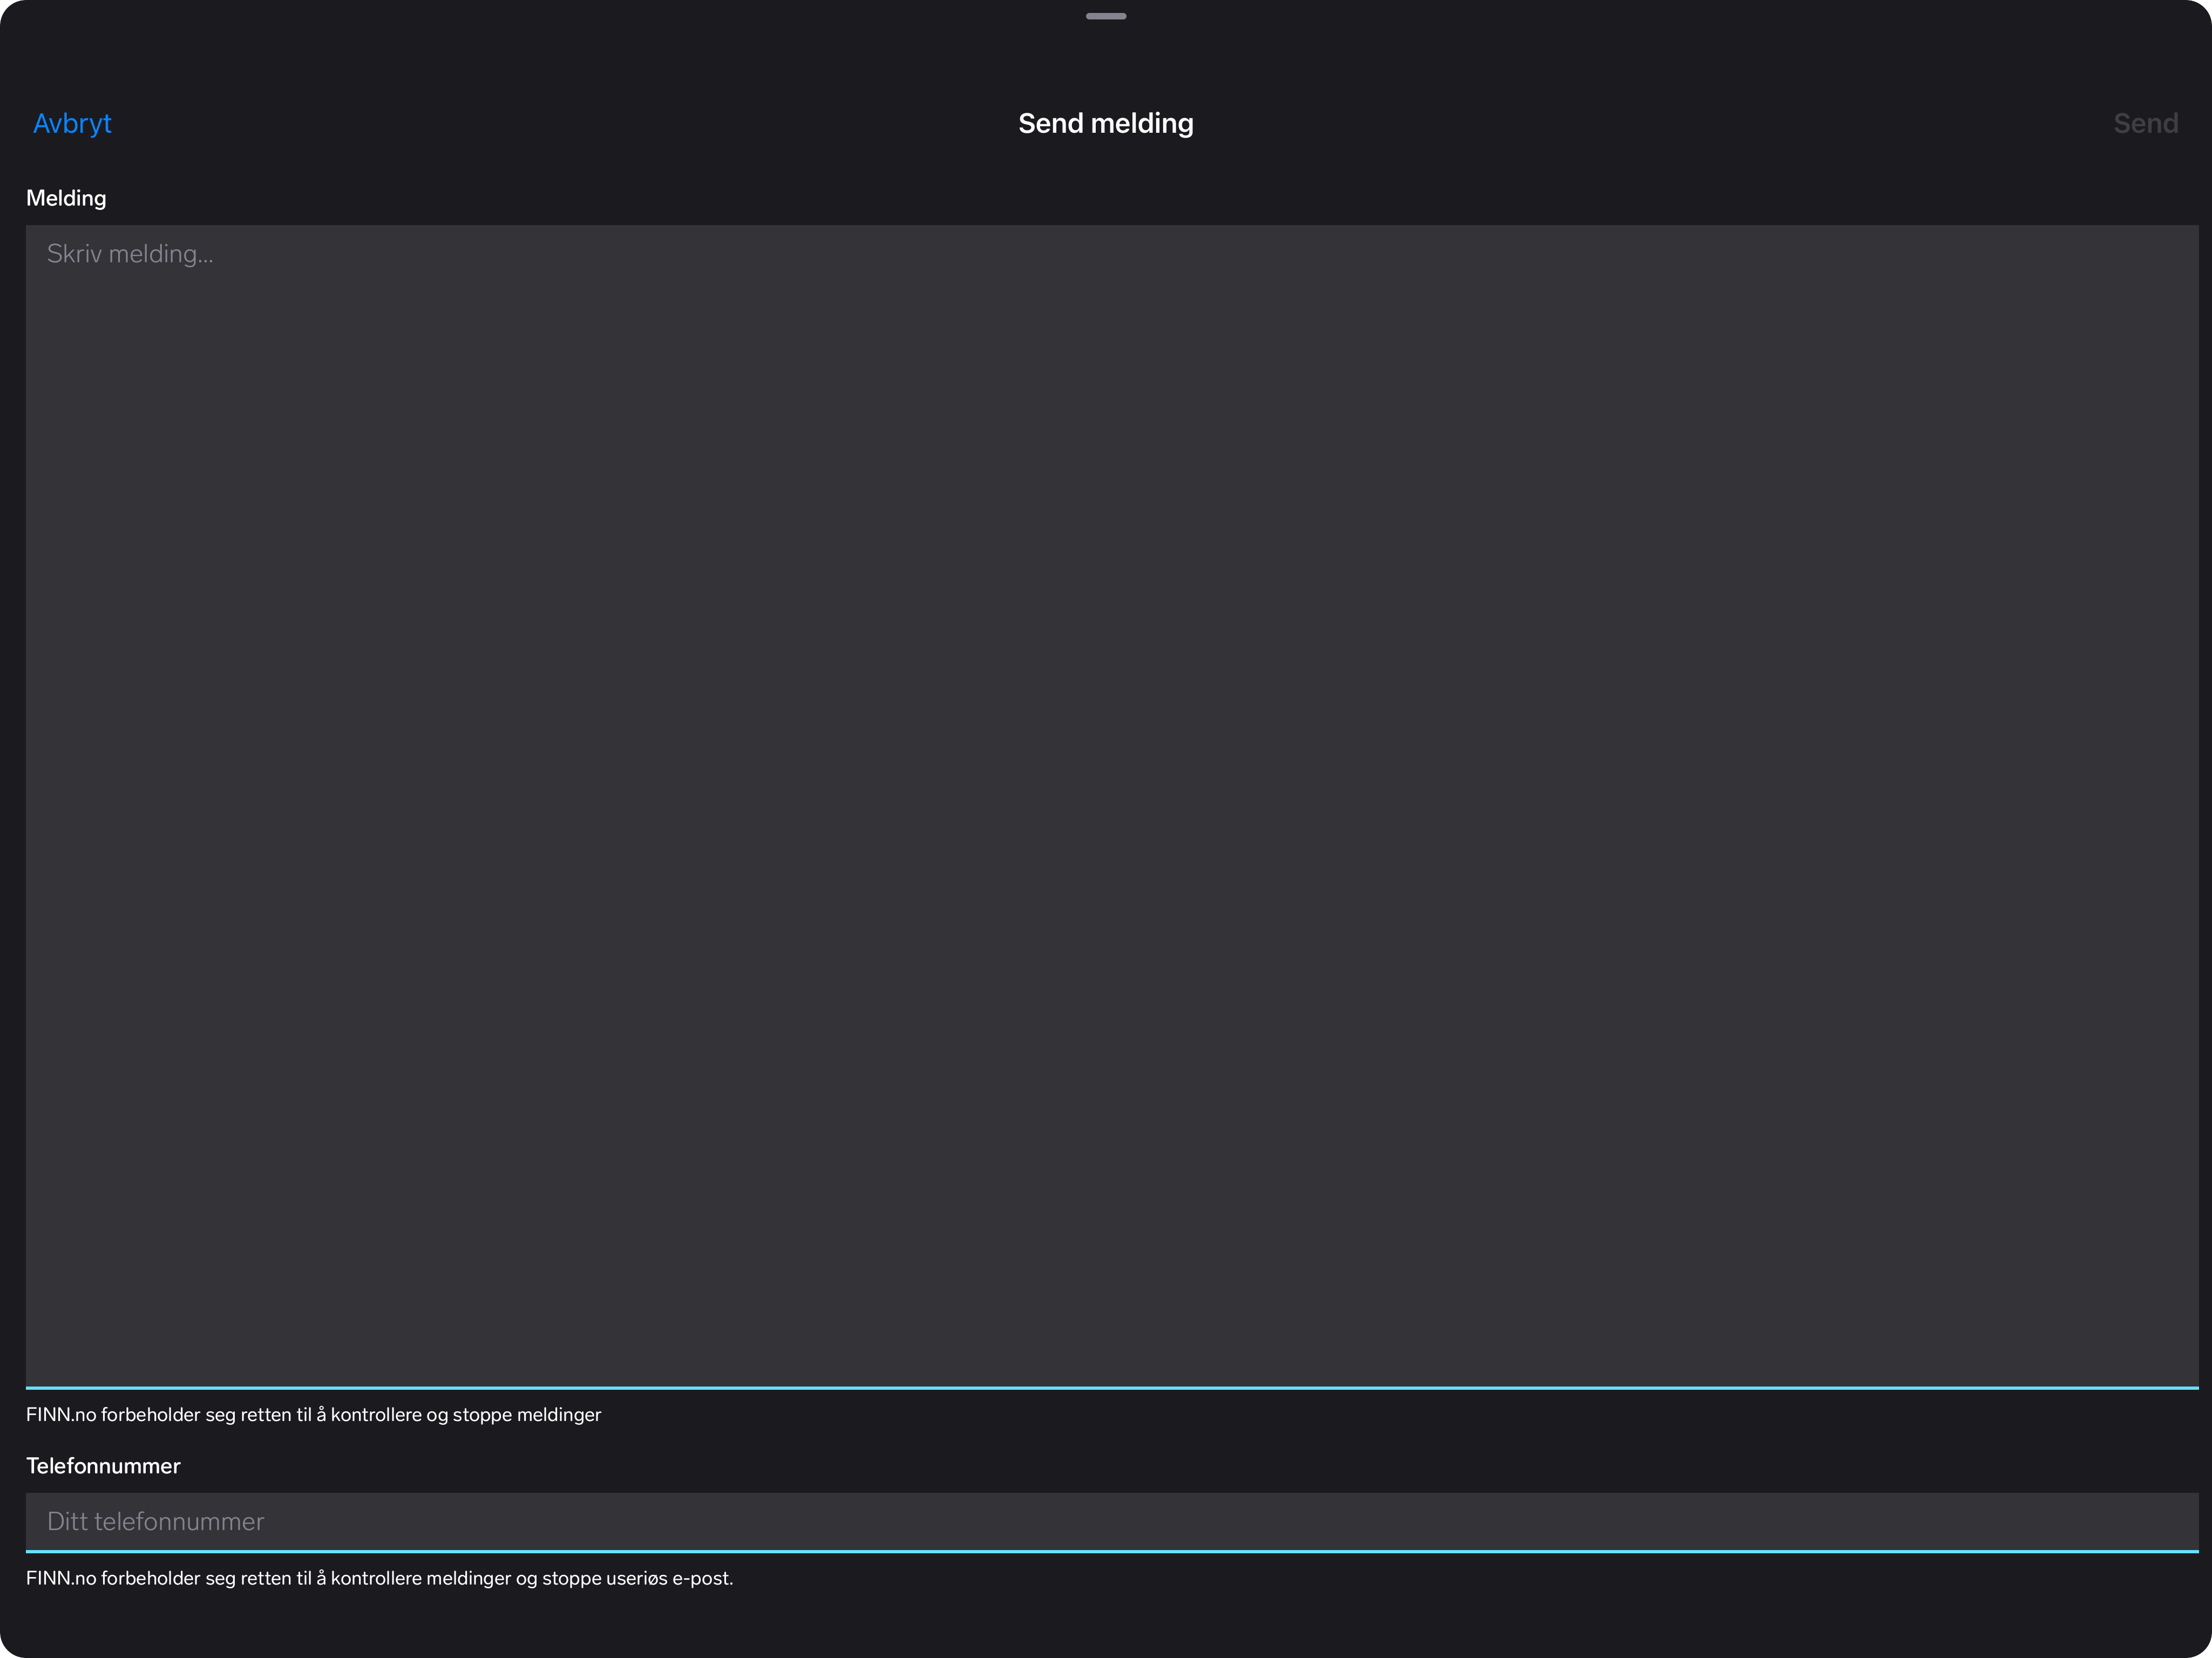 Avbryt
Send melding
Send
Melding
Skriv melding...
FINN.no forbeholder seg retten til å kontrollere og stoppe meldinger
Telefonnummer
Ditt telefonnummer
FINN.no forbeholder seg retten til å kontrollere meldinger og stoppe useriøs e-post.